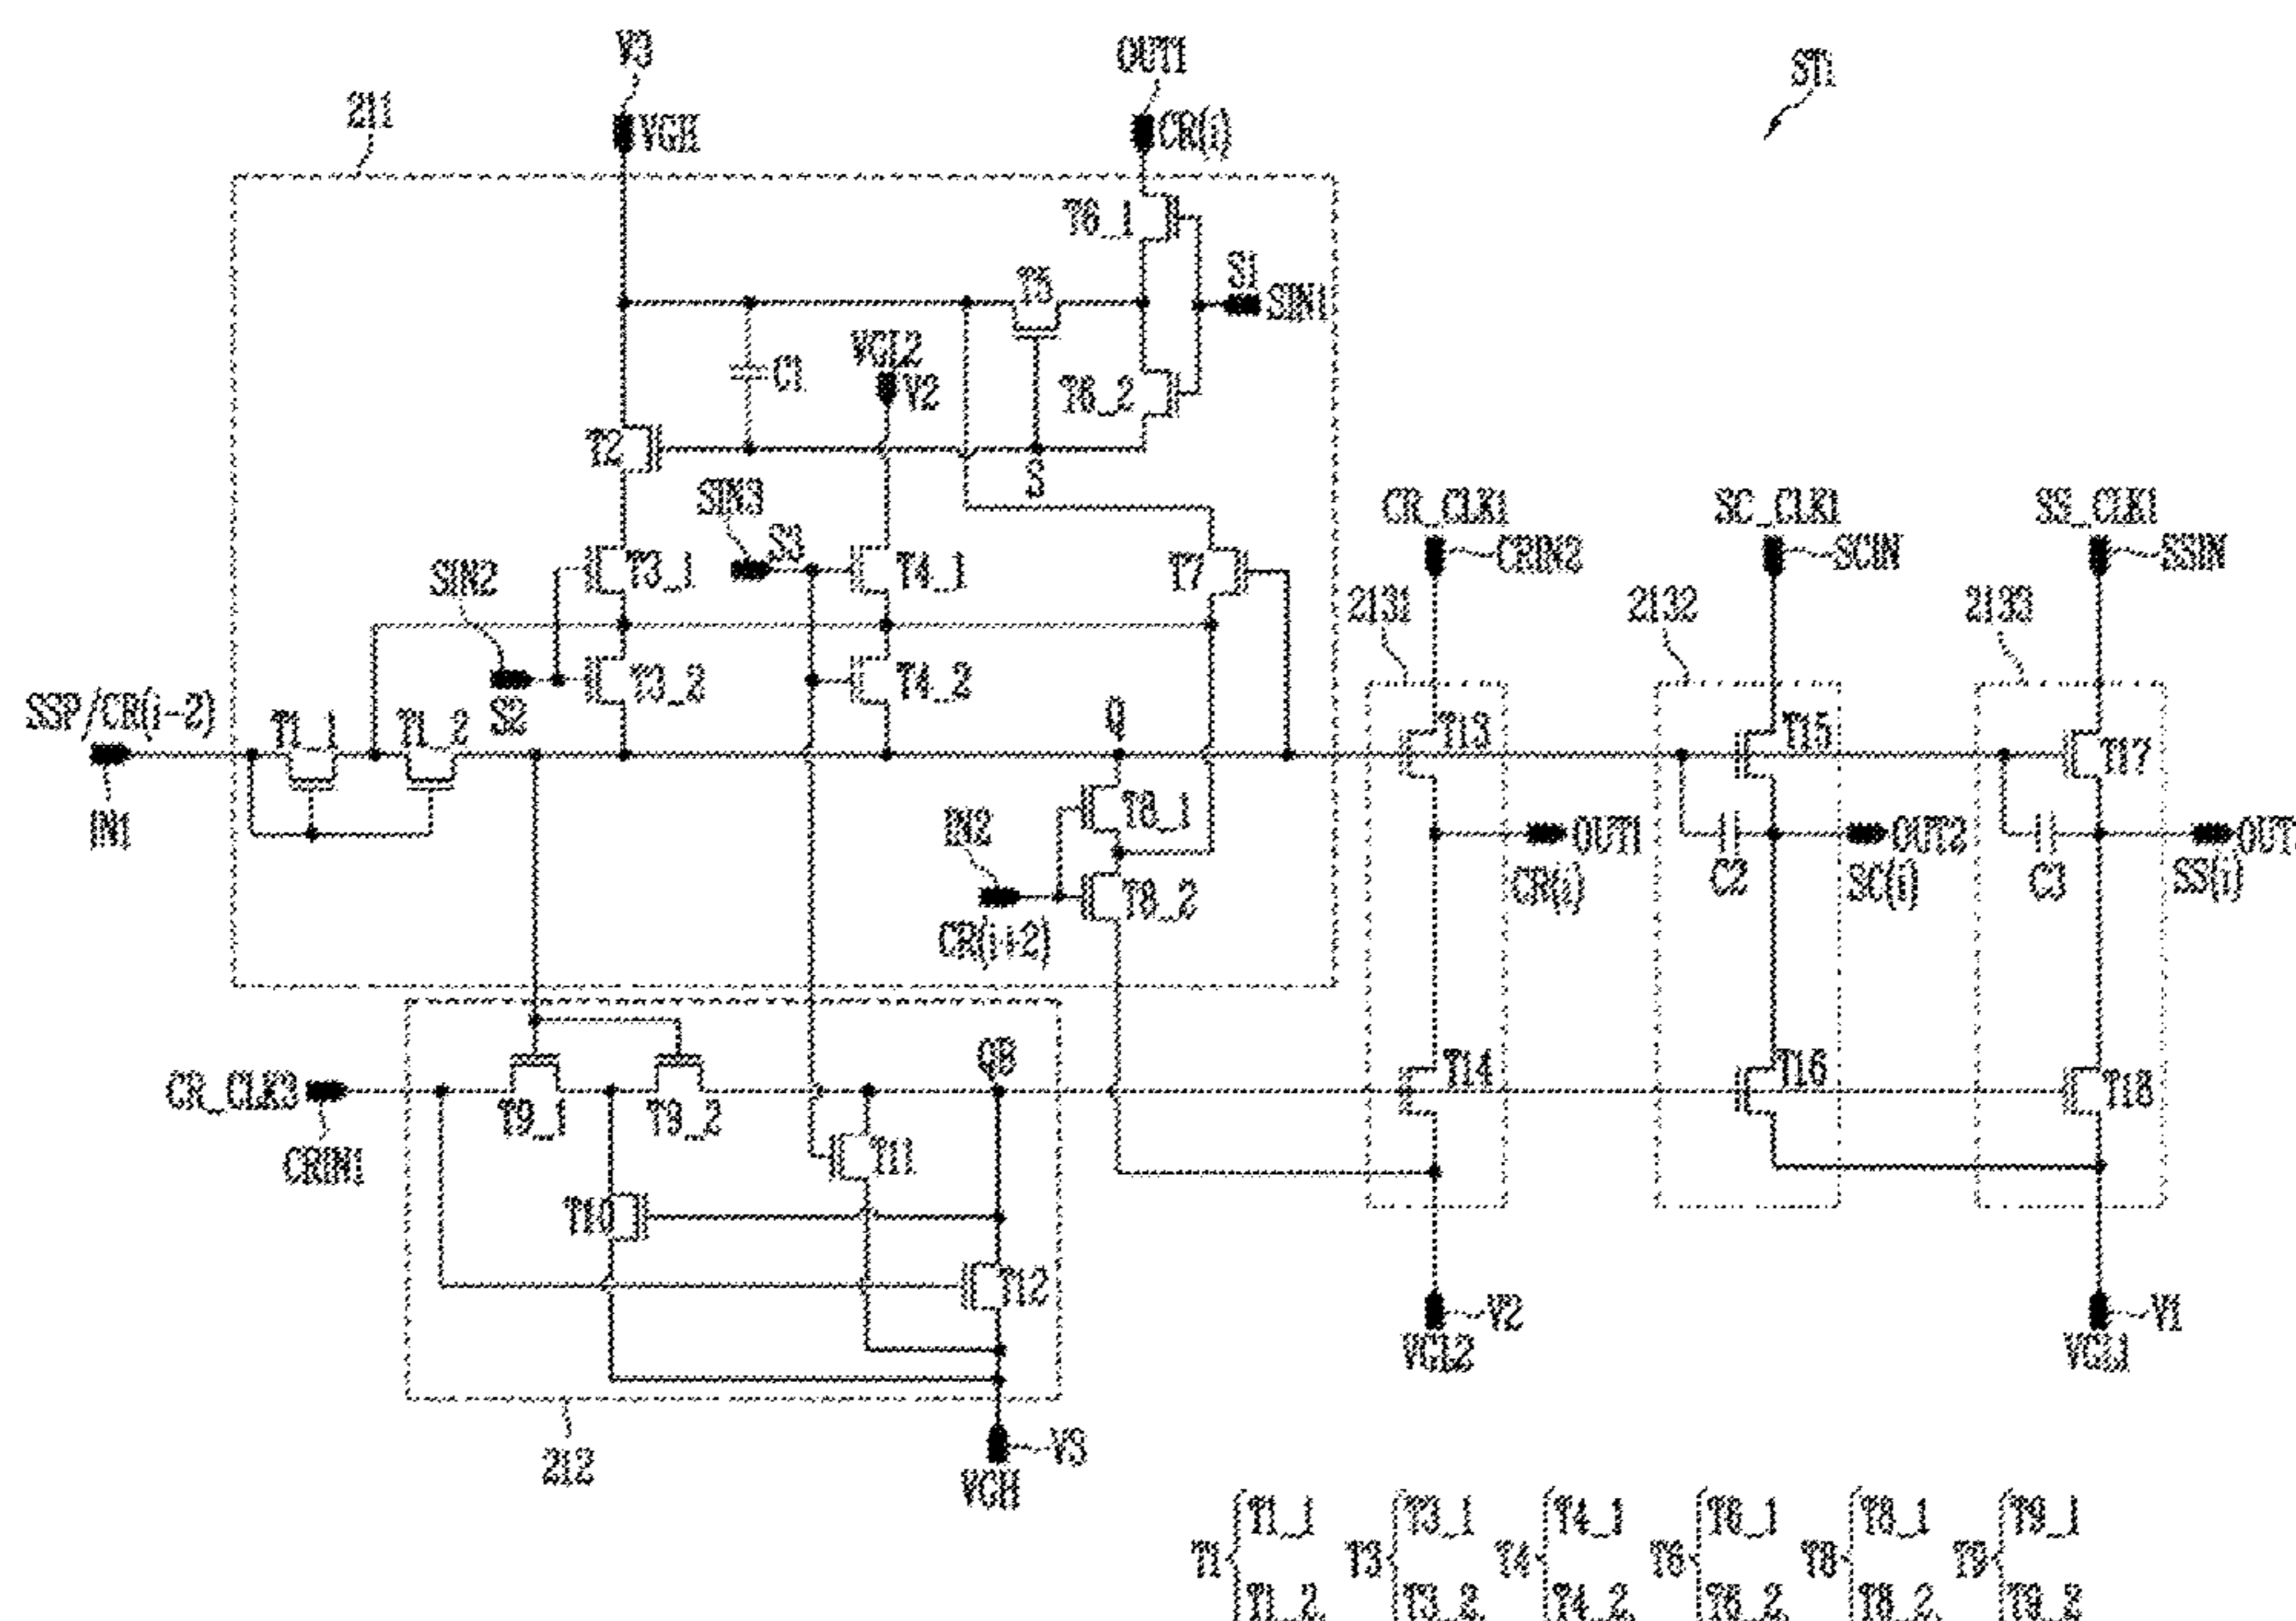 V3
OUT1
STi
211
VGH
CR(i)
T6_1
S1
SIN1
T5
VGL2
V2
C1
T6_2
T2
S
SIN3
S3
CR_CLK1
SC_CLK1
SS_CLK1
CRIN2
SCIN
SSIN
SIN2
T3_1
T4_1
T7
2131
2132
2133
S2
T3_2
T4_2
SSP/CR(i-2)
T1_1
T1_2
Q
T13
T15
T17
IN1
IN2
T8_1
OUT1
OUT2
C2
C3
CR(i)
SC(i)
SS(i)
T8_2
CR(i+2)
QB
CR_CLK3
T9_1
T9_2
T14
T16
T18
CRIN1
T11
T10
T12
V2
V1
VGL2
VGL1
212
V3
VGH
T1 { T1_1 T1_2
T3 { T3_1 T3_2
T4 { T4_1 T4_2
T6 { T6_1 T6_2
T8 { T8_1 T8_2
T9 { T9_1 T9_2